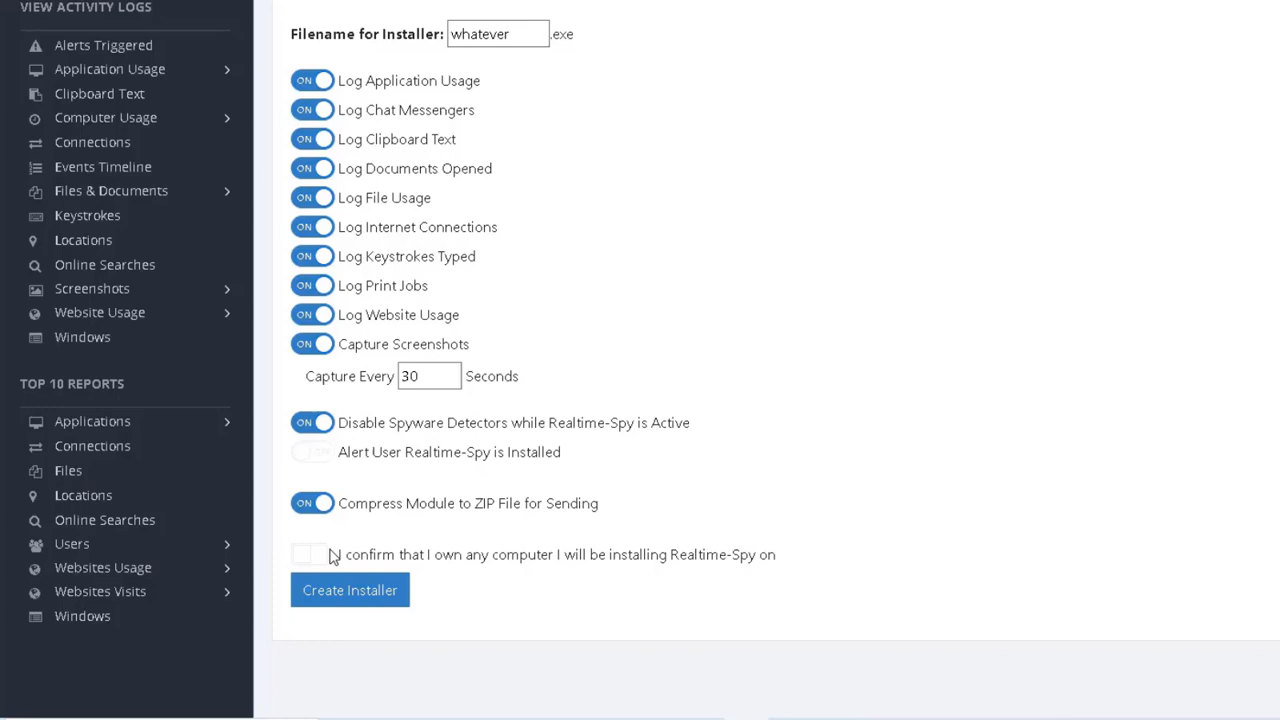 VIEW ACTIVITY LOGS
Alerts Triggered
Application Usage
Clipboard Text
Computer Usage
Connections
Events Timeline
Files & Documents
Keystrokes
Locations
Online Searches
Screenshots
Website Usage
Windows
TOP 10 REPORTS
Applications
Connections
Files
Locations
Online Searches
Users
Websites Usage
Websites Visits
Windows
Filename for Installer: whatever .exe
ON Log Application Usage
ON Log Chat Messengers
ON Log Clipboard Text
ON Log Documents Opened
ON Log File Usage
ON Log Internet Connections
ON Log Keystrokes Typed
ON Log Print Jobs
ON Log Website Usage
ON Capture Screenshots
Capture Every 30 Seconds
ON Disable Spyware Detectors while Realtime-Spy is Active
Alert User Realtime-Spy is Installed
ON Compress Module to ZIP File for Sending
I confirm that I own any computer I will be installing Realtime-Spy on
Create Installer